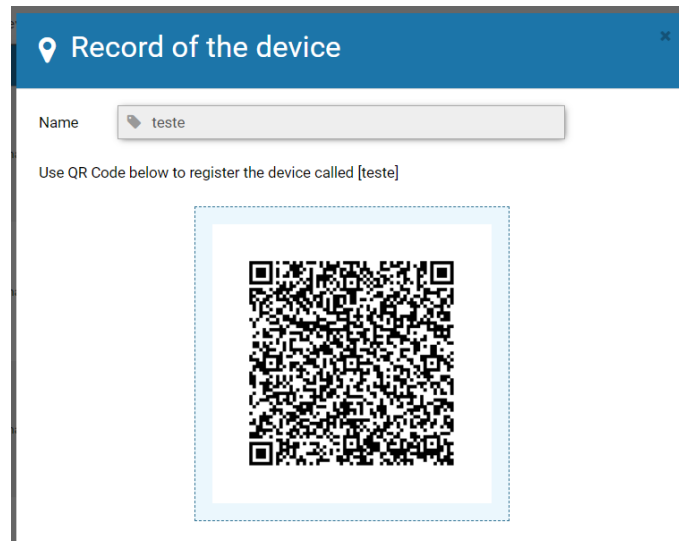 Record of the device
Name
teste
Use QR Code below to register the device called [teste]